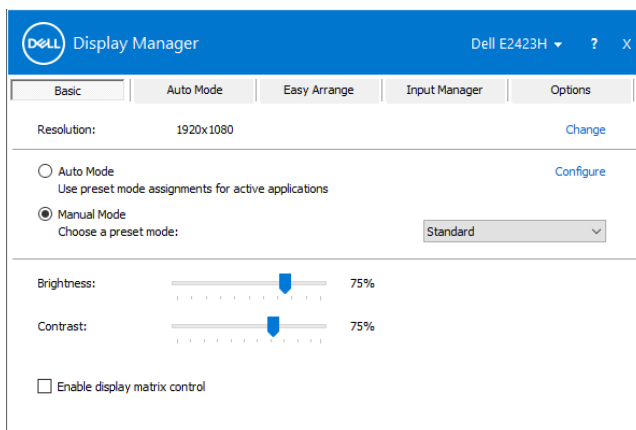 DELL Display Manager Dell E2423H ? X
Basic Auto Mode Easy Arrange Input Manager Options
Resolution: 1920x1080 Change
Auto Mode Configure
Use preset mode assignments for active applications
Manual Mode
Choose a preset mode: Standard
Brightness: 75%
Contrast: 75%
Enable display matrix control